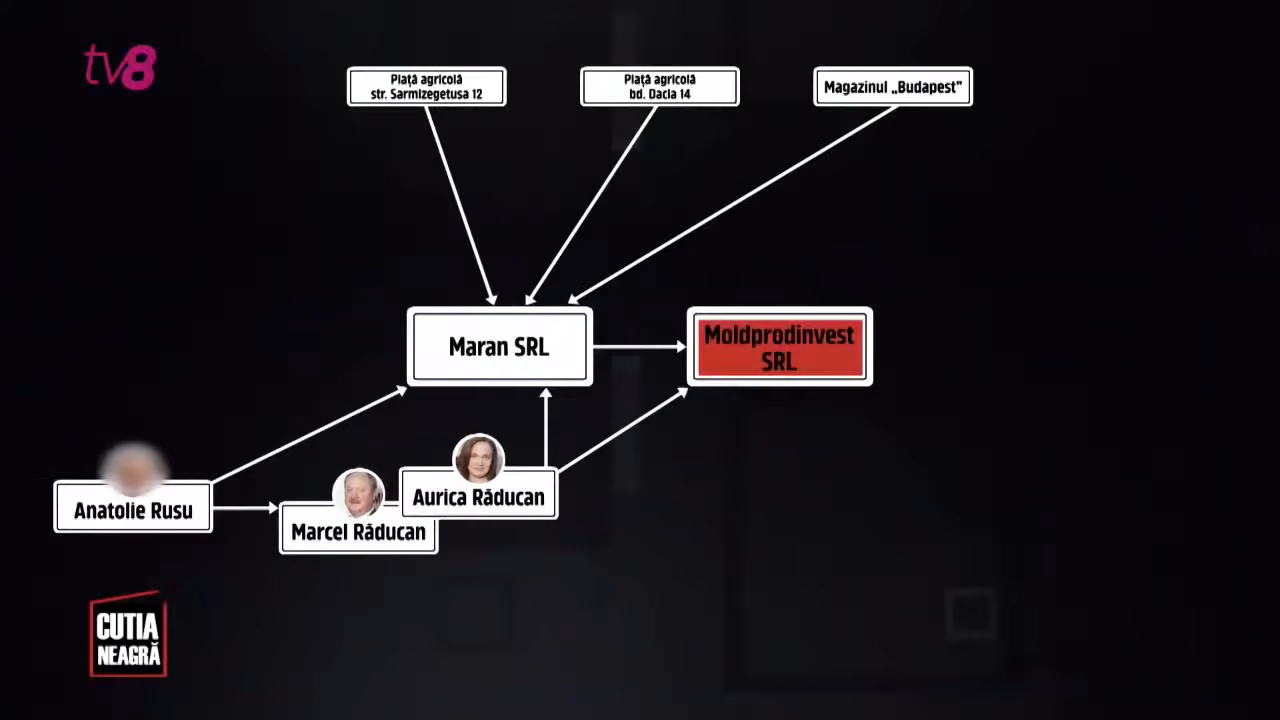 tv8
Piață agricolă
str. Sarmizegetusa 12
Piață agricolă
bd. Dacia 14
Magazinul „Budapest”
Maran SRL
Moldprodinvest
SRL
Anatolie Rusu
Marcel Răducan
Aurica Răducan
CUTIA
NEAGRĂ